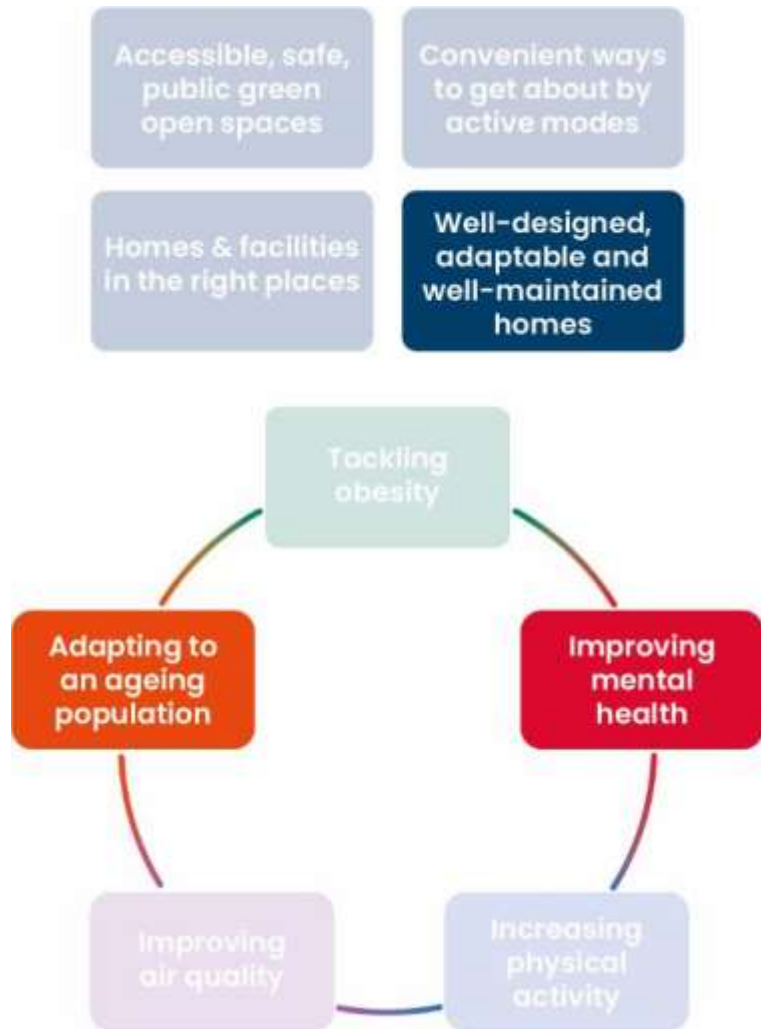 Accessible, safe,
public green
open spaces
Convenient ways
to get about by
active modes
Homes & facilities
in the right places
Well-designed,
adaptable and
well-maintained
homes
Tackling
obesity
Adapting to
an ageing
population
Improving
mental
health
Improving
air quality
Increasing
physical
activity